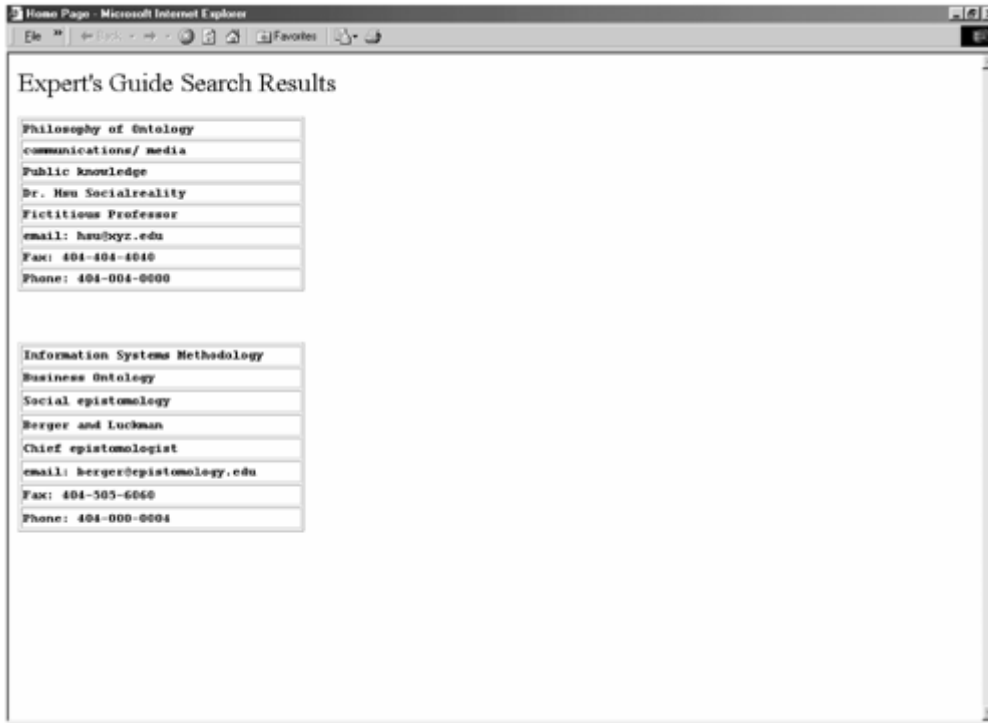 Home Page - Microsoft Internet Explorer
File » Back Favorites
Expert's Guide Search Results
Philosophy of Ontology
communications/ media
Public knowledge
Dr. Hsu Socialreality
Fictitious Professor
email: hsu@xyz.edu
Fax: 404-404-4040
Phone: 404-004-0000
Information Systems Methodology
Business Ontology
Social epistomology
Berger and Luckman
Chief epistomologist
email: berger@epistomology.edu
Fax: 404-505-6060
Phone: 404-000-0004